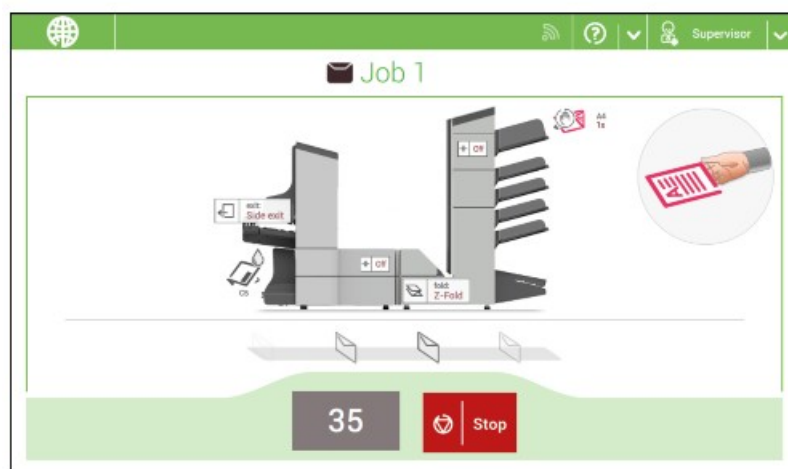 Supervisor
Job 1
A4
1x
Off
exit:
Side exit
Off
C5
fold:
Z-Fold
35
Stop